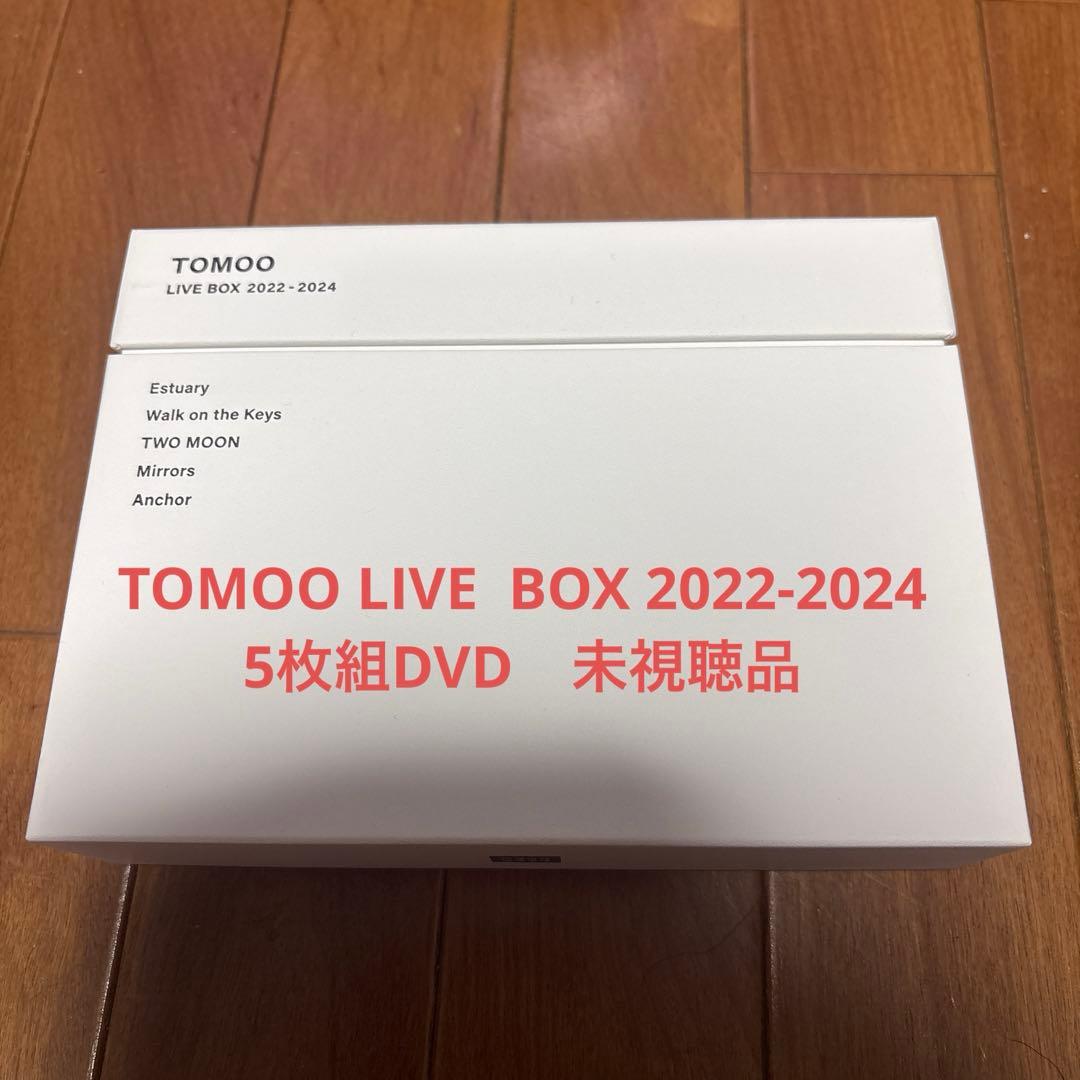 TOMOO
LIVE BOX 2022-2024
Estuary
Walk on the Keys
TWO MOON
Mirrors
Anchor
TOMOO LIVE BOX 2022-2024
5枚組DVD　未視聴品